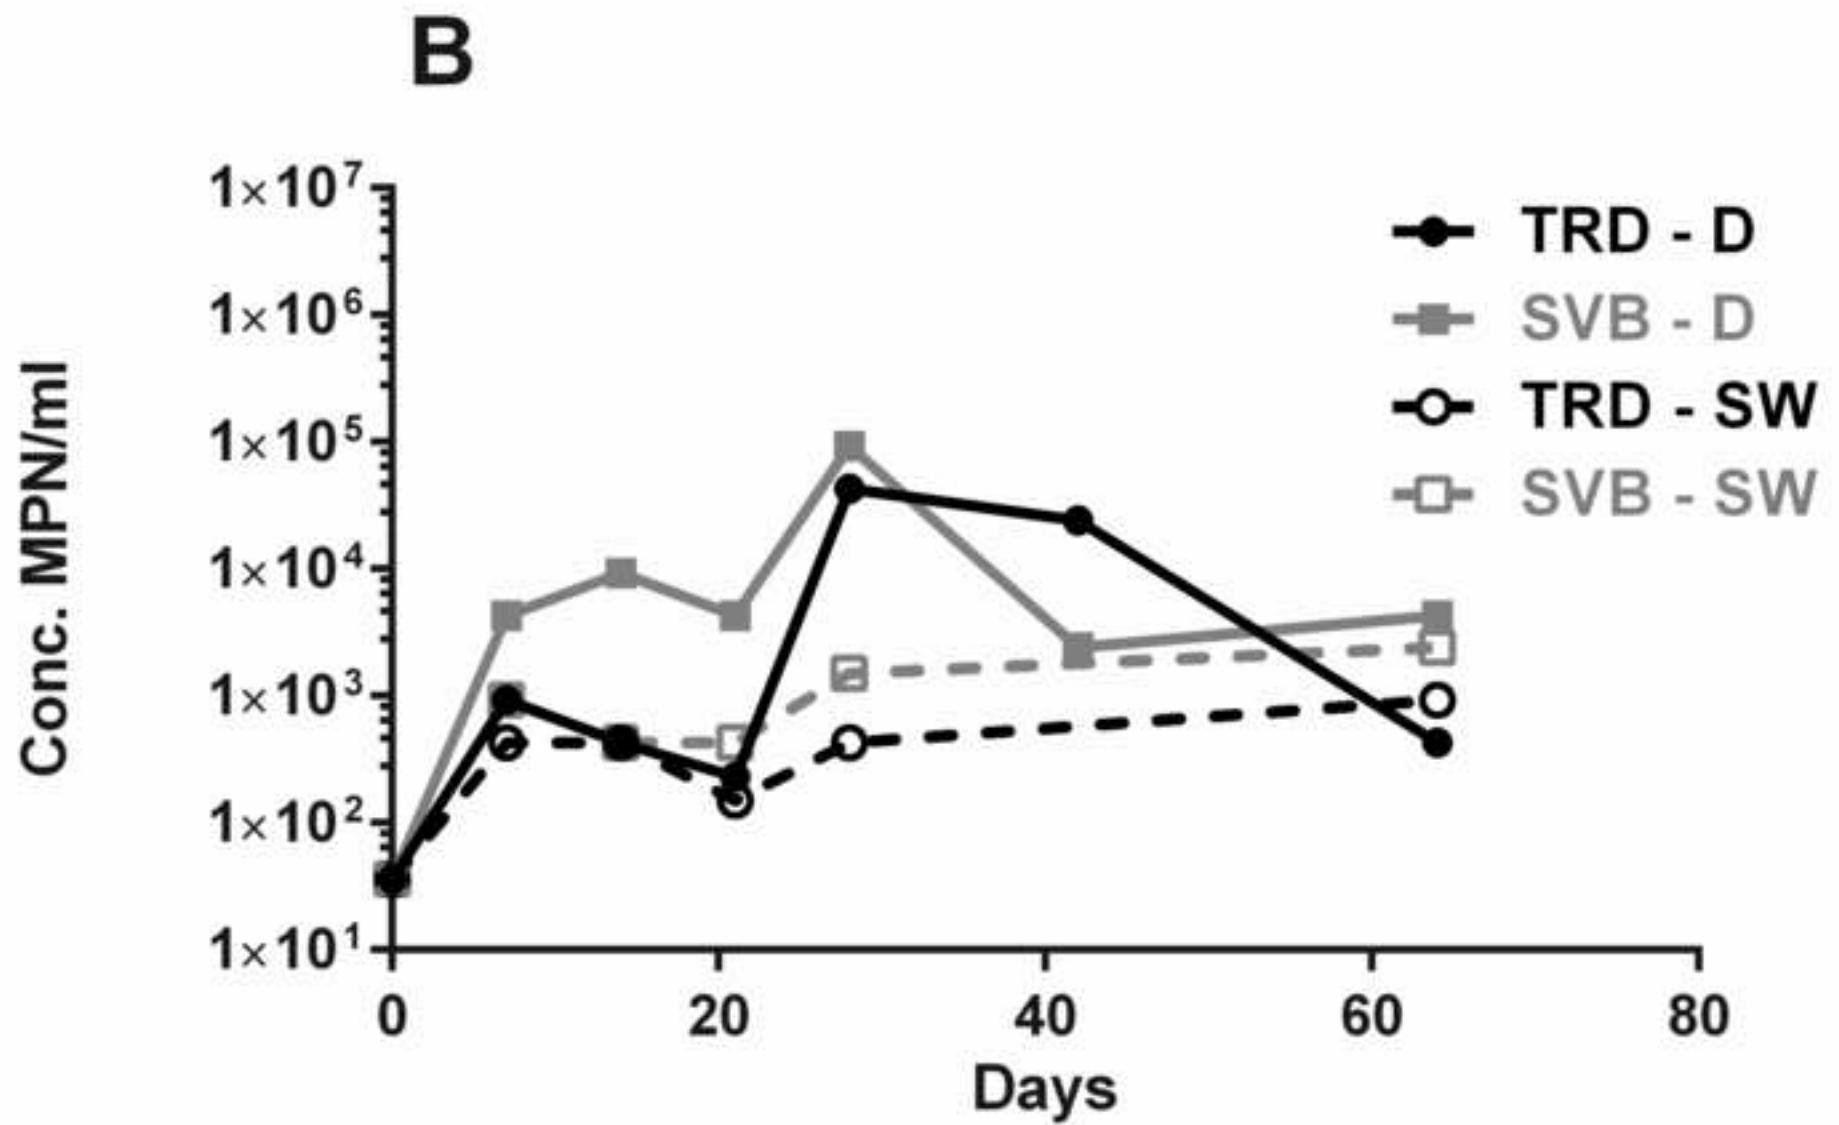 B
Conc. MPN/ml
1×10⁷
1×10⁶
1×10⁵
1×10⁴
1×10³
1×10²
1×10¹
0 20 40 60 80
Days
TRD - D
SVB - D
TRD - SW
SVB - SW